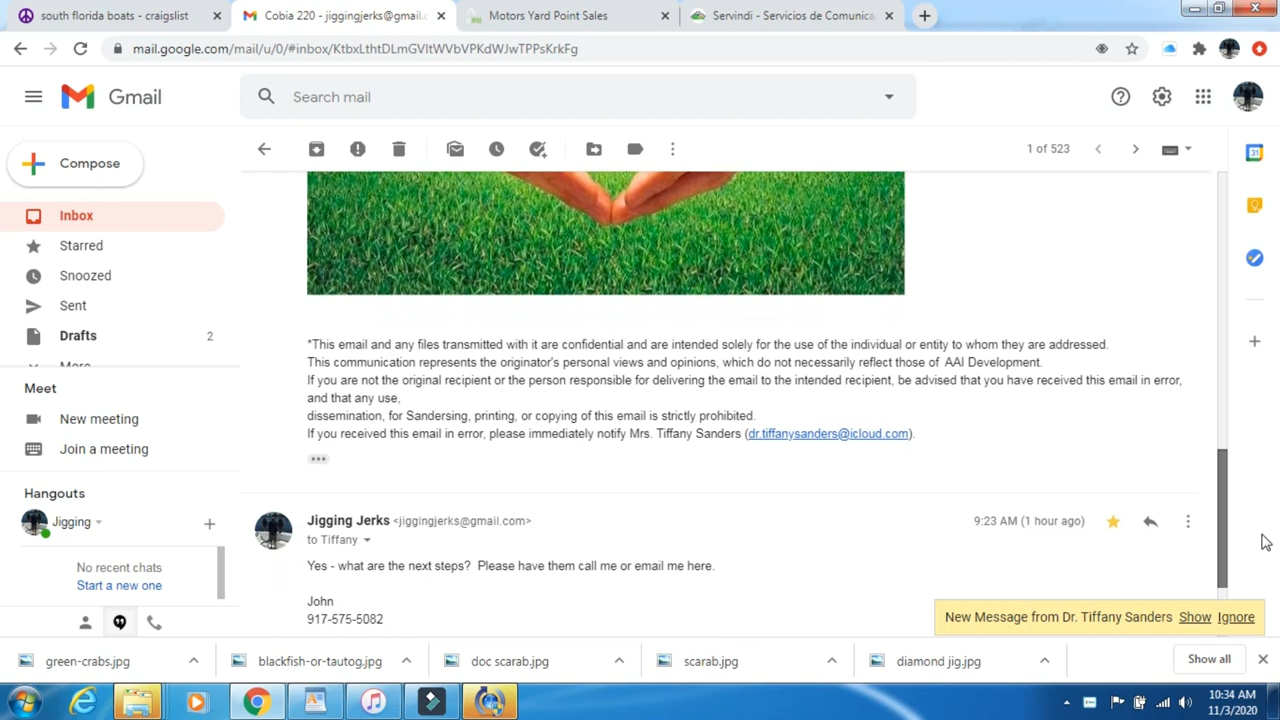 south florida boats - craigslist
Cobia 220 - jiggingjerks@gmail.c
Motors Yard Point Sales
Servindi - Servicios de Comunica
mail.google.com/mail/u/0/#inbox/KtbxLthtDLmGVltWVbVPKdWJwTPPsKrkFg
Gmail
Search mail
Compose
1 of 523
Inbox
Starred
Snoozed
Sent
Drafts 2
More
Meet
New meeting
Join a meeting
Hangouts
Jigging
No recent chats
Start a new one
31
*This email and any files transmitted with it are confidential and are intended solely for the use of the individual or entity to whom they are addressed.
This communication represents the originator's personal views and opinions, which do not necessarily reflect those of AAI Development.
If you are not the original recipient or the person responsible for delivering the email to the intended recipient, be advised that you have received this email in error,
and that any use,
dissemination, for Sandersing, printing, or copying of this email is strictly prohibited.
If you received this email in error, please immediately notify Mrs. Tiffany Sanders (dr.tiffanysanders@icloud.com).
Jigging Jerks <jiggingjerks@gmail.com> 9:23 AM (1 hour ago)
to Tiffany
Yes - what are the next steps? Please have them call me or email me here.
John
917-575-5082
New Message from Dr. Tiffany Sanders Show Ignore
green-crabs.jpg
blackfish-or-tautog.jpg
doc scarab.jpg
scarab.jpg
diamond jig.jpg
Show all
10:34 AM
11/3/2020